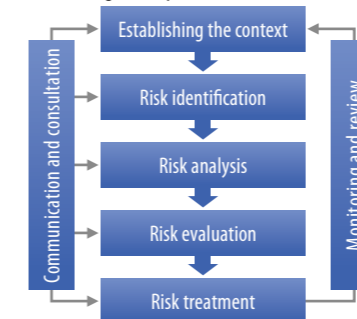 Establishing the context
Risk identification
Risk analysis
Risk evaluation
Risk treatment
Communication and consultation
Monitoring and review